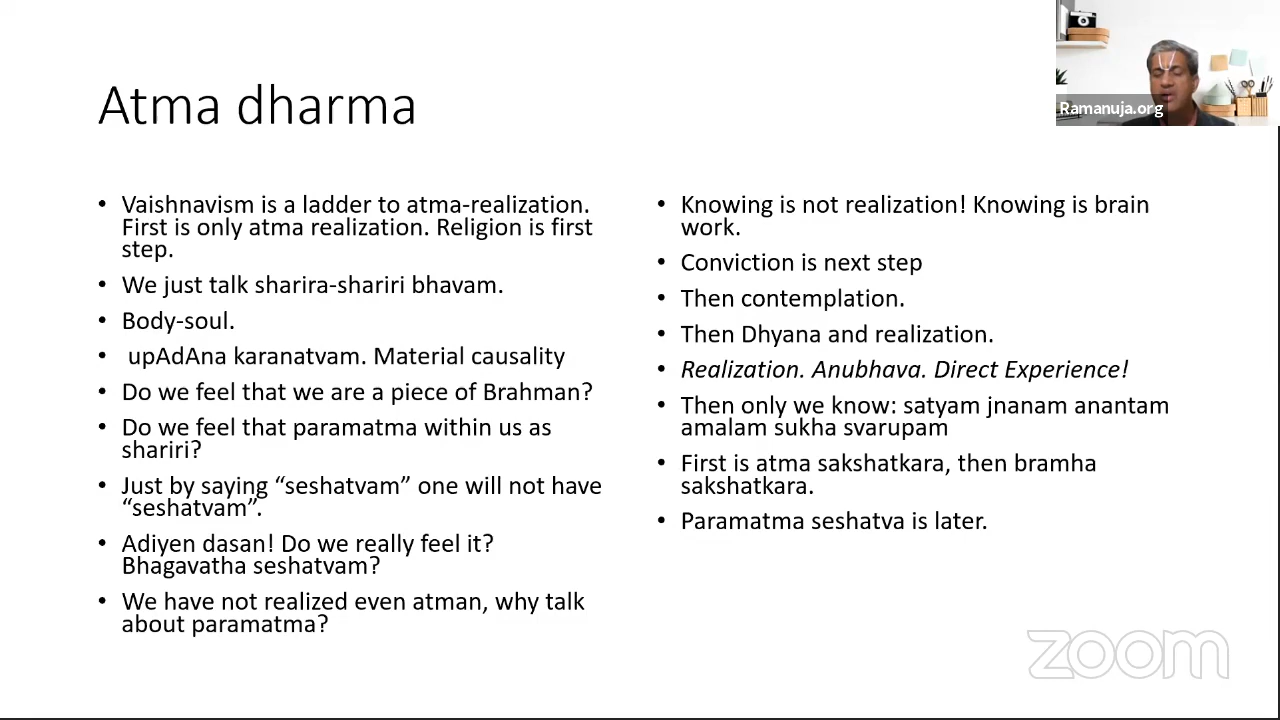 Atma dharma
Ramanuja.org
• Vaishnavism is a ladder to atma-realization.
First is only atma realization. Religion is first
step.
• We just talk sharira-shariri bhavam.
• Body-soul.
• upAdAna karanatvam. Material causality
• Do we feel that we are a piece of Brahman?
• Do we feel that paramatma within us as
shariri?
• Just by saying “seshatvam” one will not have
“seshatvam”.
• Adiyen dasan! Do we really feel it?
Bhagavatha seshatvam?
• We have not realized even atman, why talk
about paramatma?
• Knowing is not realization! Knowing is brain
work.
• Conviction is next step
• Then contemplation.
• Then Dhyana and realization.
• Realization. Anubhava. Direct Experience!
• Then only we know: satyam jnanam anantam
amalam sukha svarupam
• First is atma sakshatkara, then bramha
sakshatkara.
• Paramatma seshatva is later.
zoom